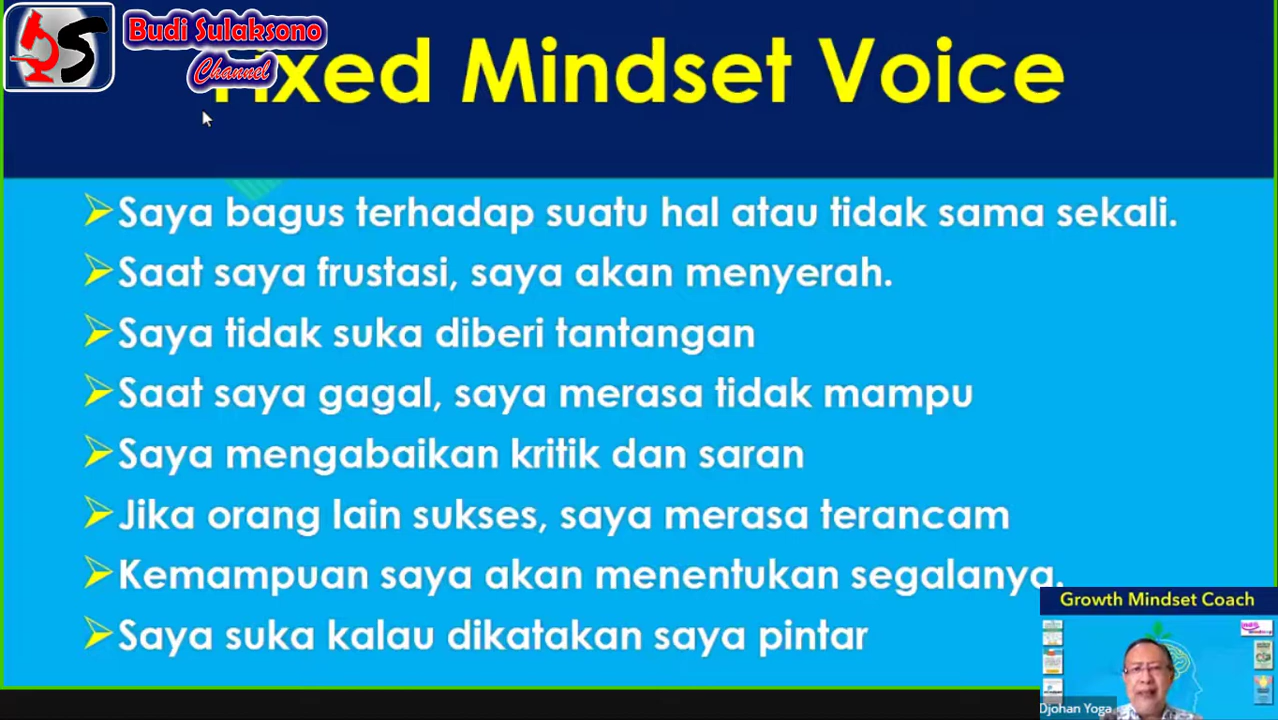 Budi Sulaksono
Channel
Fixed Mindset Voice
Saya bagus terhadap suatu hal atau tidak sama sekali.
Saat saya frustasi, saya akan menyerah.
Saya tidak suka diberi tantangan
Saat saya gagal, saya merasa tidak mampu
Saya mengabaikan kritik dan saran
Jika orang lain sukses, saya merasa terancam
Kemampuan saya akan menentukan segalanya.
Saya suka kalau dikatakan saya pintar
Growth Mindset Coach
Djohan Yoga